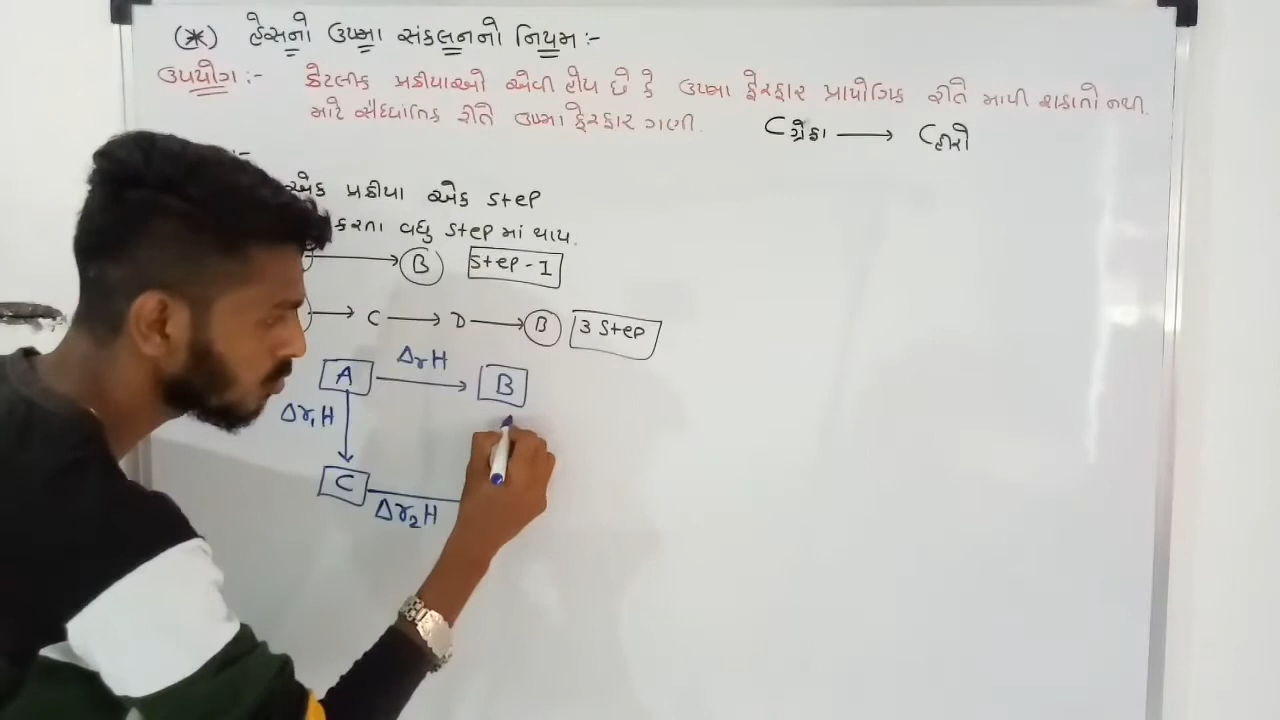 (*) હેસનો ઉષ્મા સંકલનનો નિયમ :-
ઉપયોગ :- કેટલીક પ્રક્રીયાઓ એવી હોય છે કે ઉષ્મા ફેરફાર પ્રાયોગિક રીતે માપી શકાતો નથી.
માટે સૈધ્ધાંતિક રીતે ઉષ્મા ફેરફાર ગણી.
C ગ્રેફા → C હીરો
:-
એક પ્રક્રીયા એક step
કરતા વધુ step માં થાય.
→ B Step - 1
→ C → D → B 3 Step
A ΔrH → B
Δr₁H
C Δr₂H